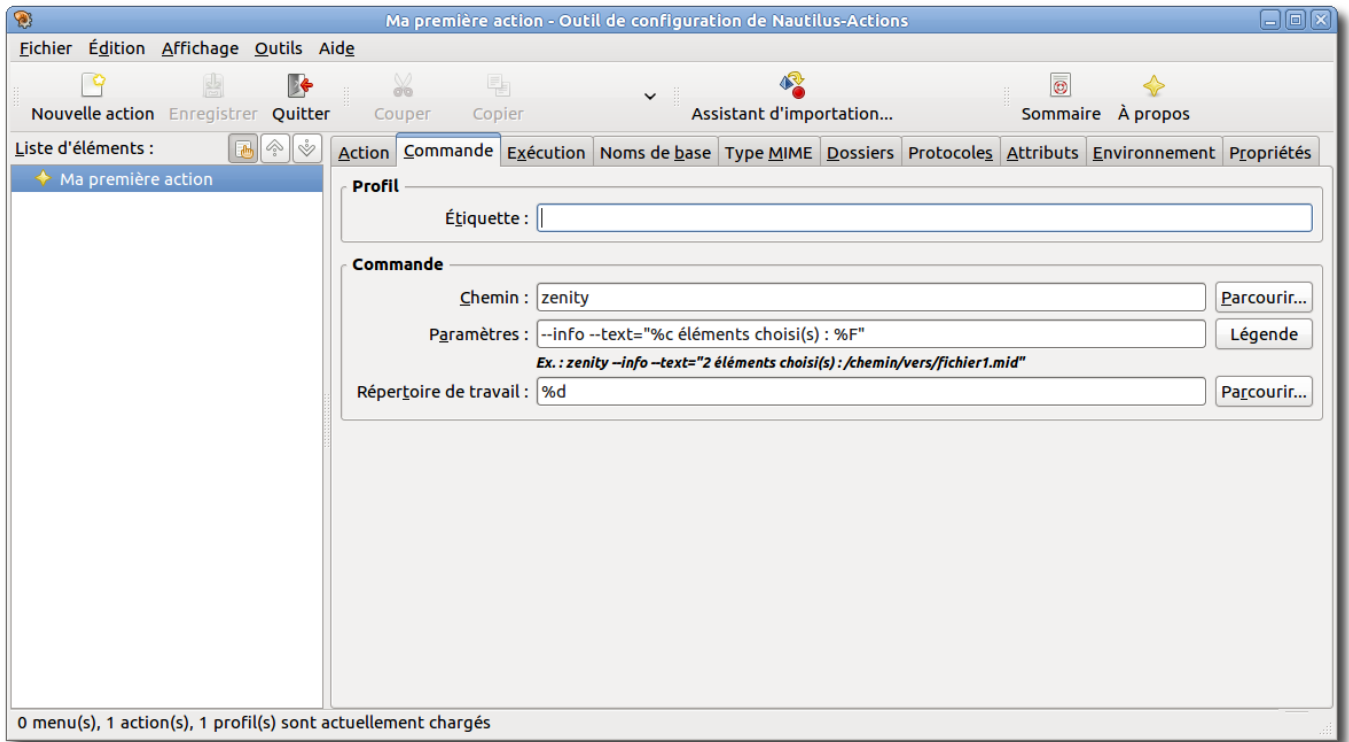 Ma première action - Outil de configuration de Nautilus-Actions
Fichier Édition Affichage Outils Aide
Nouvelle action Enregistrer Quitter Couper Copier Assistant d'importation... Sommaire À propos
Liste d'éléments :
Action Commande Exécution Noms de base Type MIME Dossiers Protocoles Attributs Environnement Propriétés
Ma première action
Profil
Étiquette :
Commande
Chemin : zenity Parcourir...
Paramètres : --info --text="%c éléments choisi(s) : %F" Légende
Ex. : zenity --info --text="2 éléments choisi(s) : /chemin/vers/fichier1.mid"
Répertoire de travail : %d Parcourir...
0 menu(s), 1 action(s), 1 profil(s) sont actuellement chargés